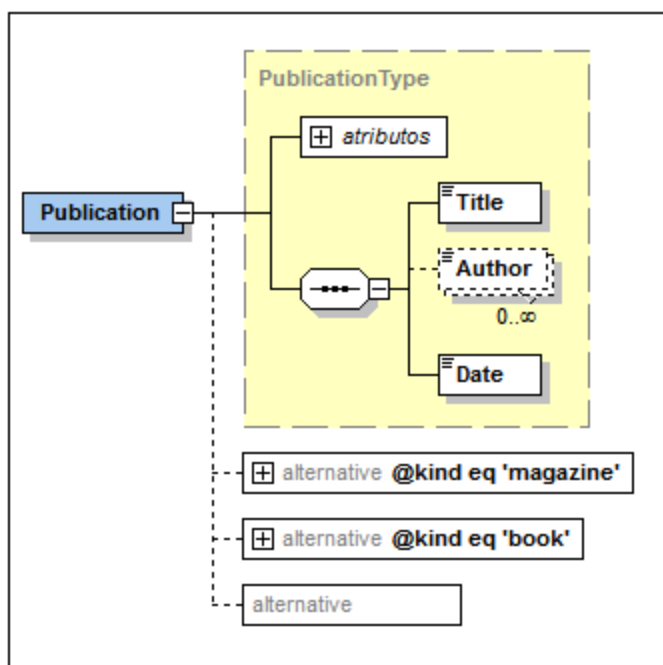 PublicationType
atributos
Publication
Title
Author
0..∞
Date
alternative @kind eq 'magazine'
alternative @kind eq 'book'
alternative